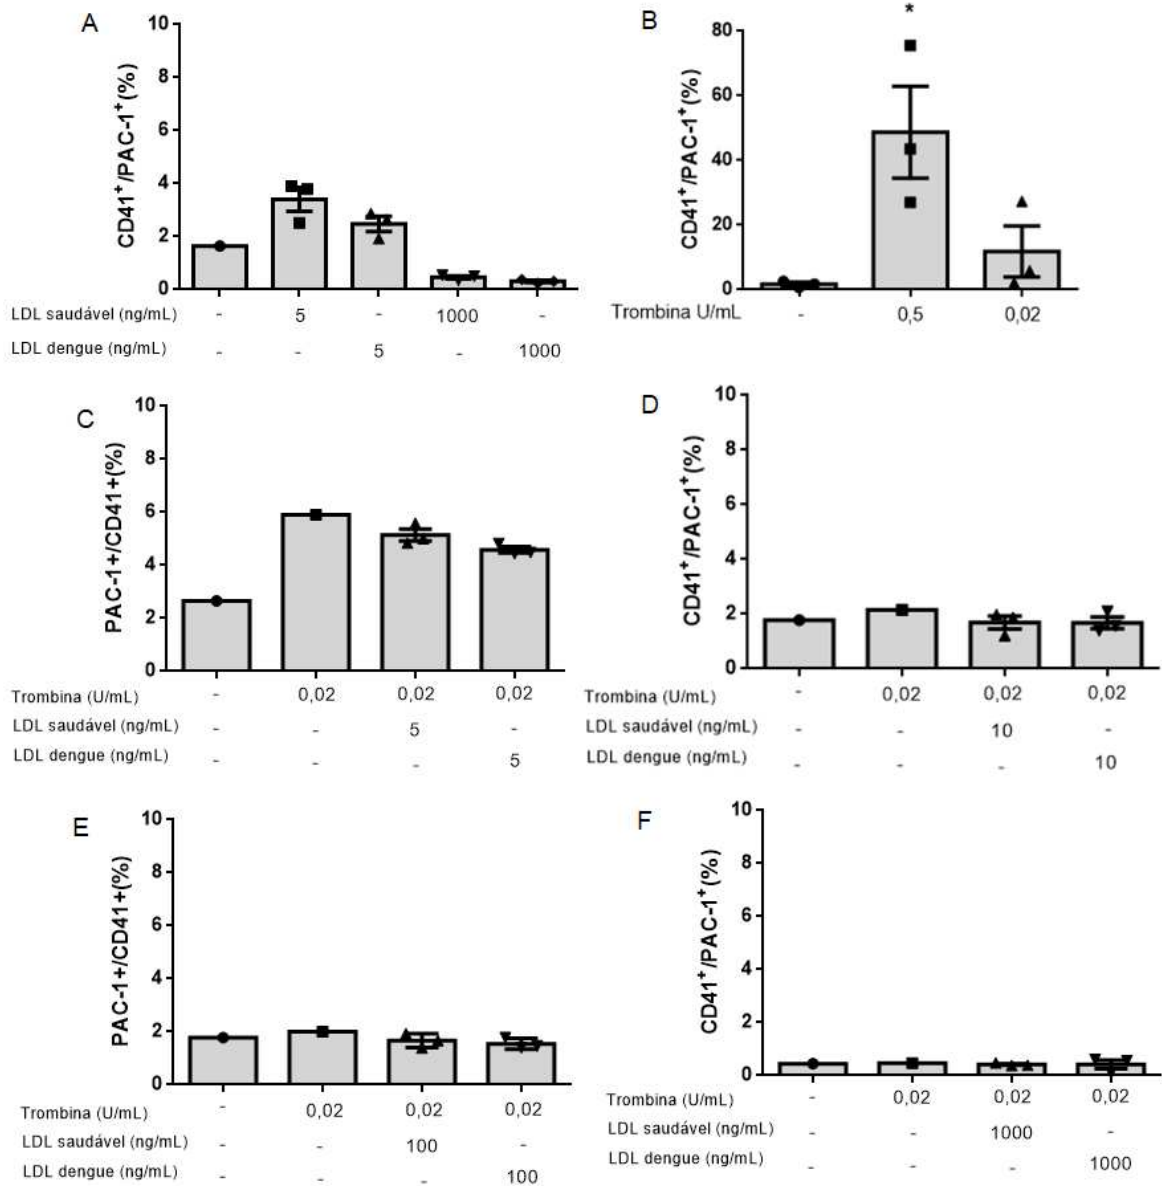 A
CD41+/PAC-1+(%)
10
8
6
4
2
0
LDL saudável (ng/mL) - 5 - 1000 -
LDL dengue (ng/mL) - - 5 - 1000
B
*
CD41+/PAC-1+(%)
80
60
40
20
0
Trombina U/mL - 0,5 0,02
C
PAC-1+/CD41+(%)
10
8
6
4
2
0
Trombina (U/mL) - 0,02 0,02 0,02
LDL saudável (ng/mL) - - 5 -
LDL dengue (ng/mL) - - - 5
D
CD41+/PAC-1+(%)
10
8
6
4
2
0
Trombina (U/mL) - 0,02 0,02 0,02
LDL saudável (ng/mL) - - 10 -
LDL dengue (ng/mL) - - - 10
E
PAC-1+/CD41+(%)
10
8
6
4
2
0
Trombina (U/mL) - 0,02 0,02 0,02
LDL saudável (ng/mL) - - 100 -
LDL dengue (ng/mL) - - - 100
F
CD41+/PAC-1+(%)
10
8
6
4
2
0
Trombina (U/mL) - 0,02 0,02 0,02
LDL saudável (ng/mL) - - 1000 -
LDL dengue (ng/mL) - - - 1000